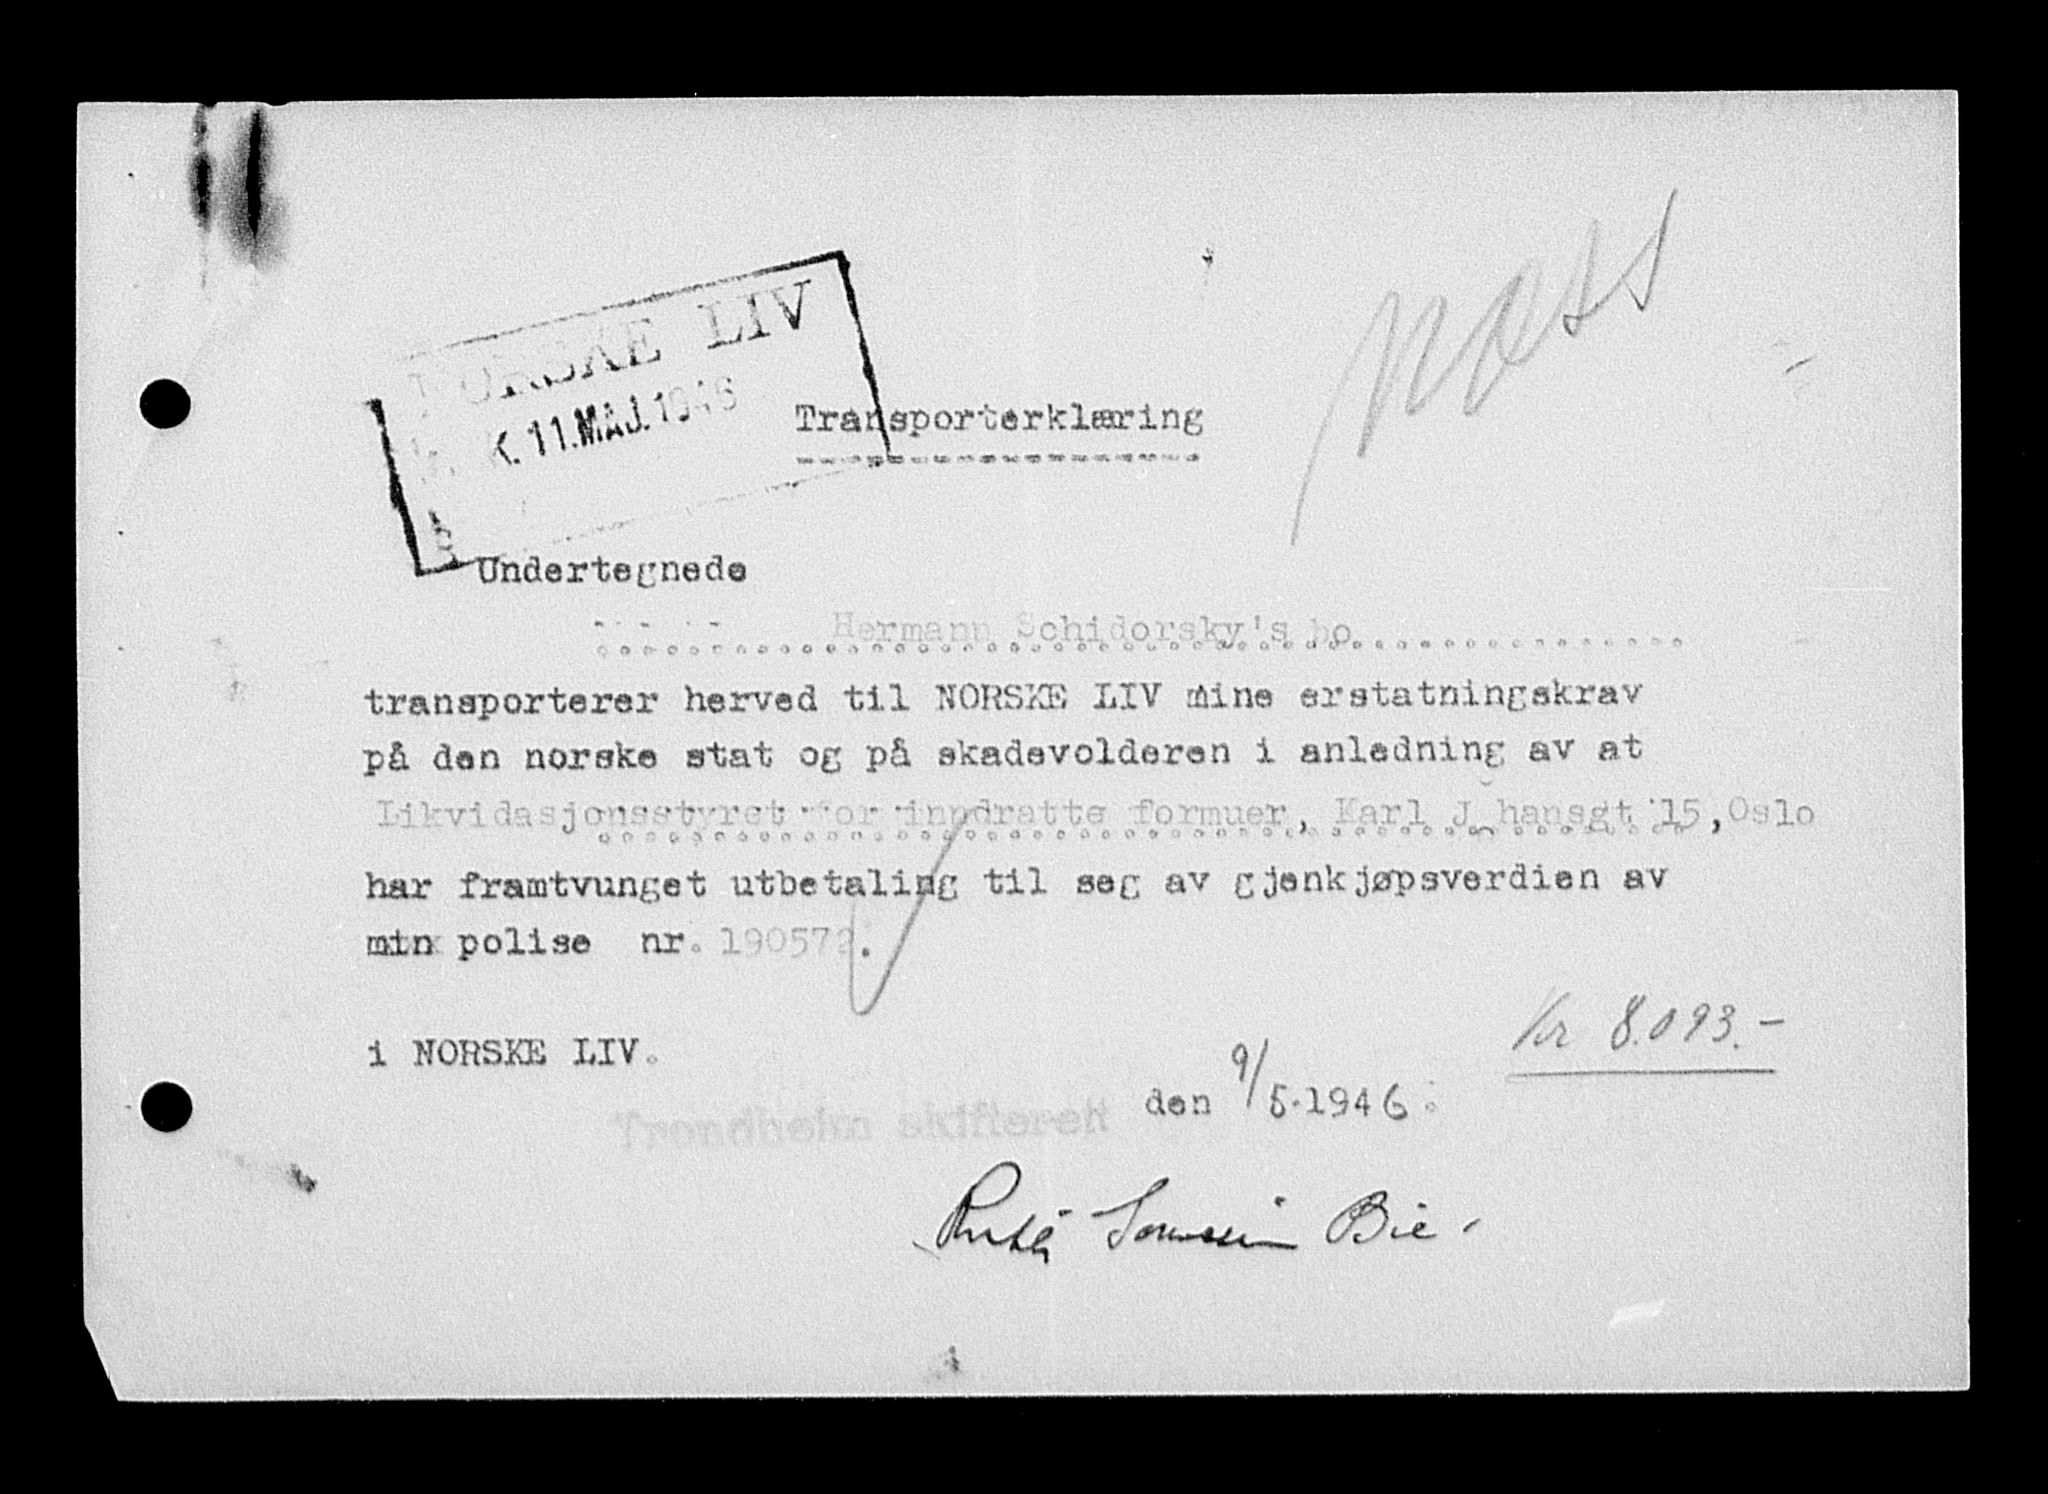 NORSKE LIV
K. 11. MAJ. 1946
Transporterklæring
Undertegnede
Hermann Schidorsky's bo
transporterer herved til NORSKE LIV mine erstatningskrav
på den norske stat og på skadevolderen i anledning av at
Likvidasjonsstyret for inndratte formuer, Karl Johansgt 15, Oslo
har framtvunget utbetaling til seg av gjenkjøpsverdien av
min polise nr. 190572.
Kr 8.093.-
i NORSKE LIV.
den 9/5.1946.
Trondheim skifterett
Bie